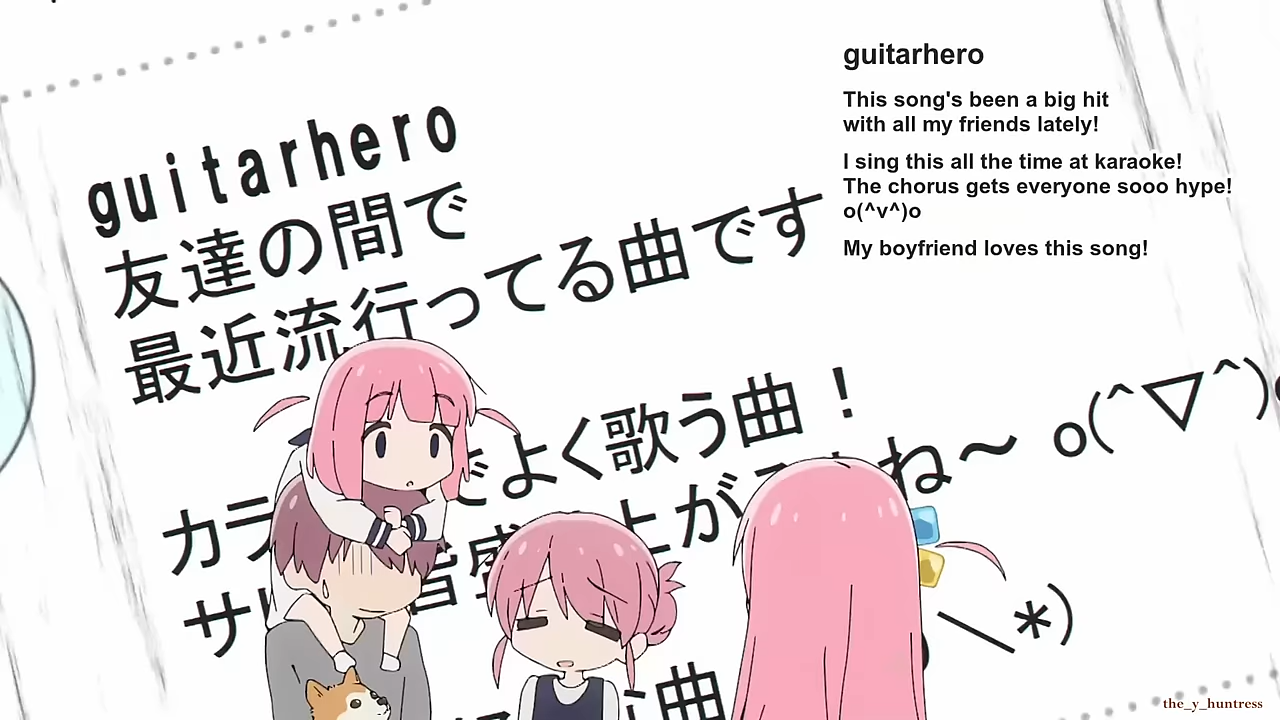 guitarhero
友達の間で
最近流行ってる曲です
カラ でよく歌う曲！
サ 皆盛 上が ね～ o(^▽^)o
＼*)
曲
guitarhero
This song's been a big hit
with all my friends lately!
I sing this all the time at karaoke!
The chorus gets everyone sooo hype!
o(^v^)o
My boyfriend loves this song!
the_y_huntress